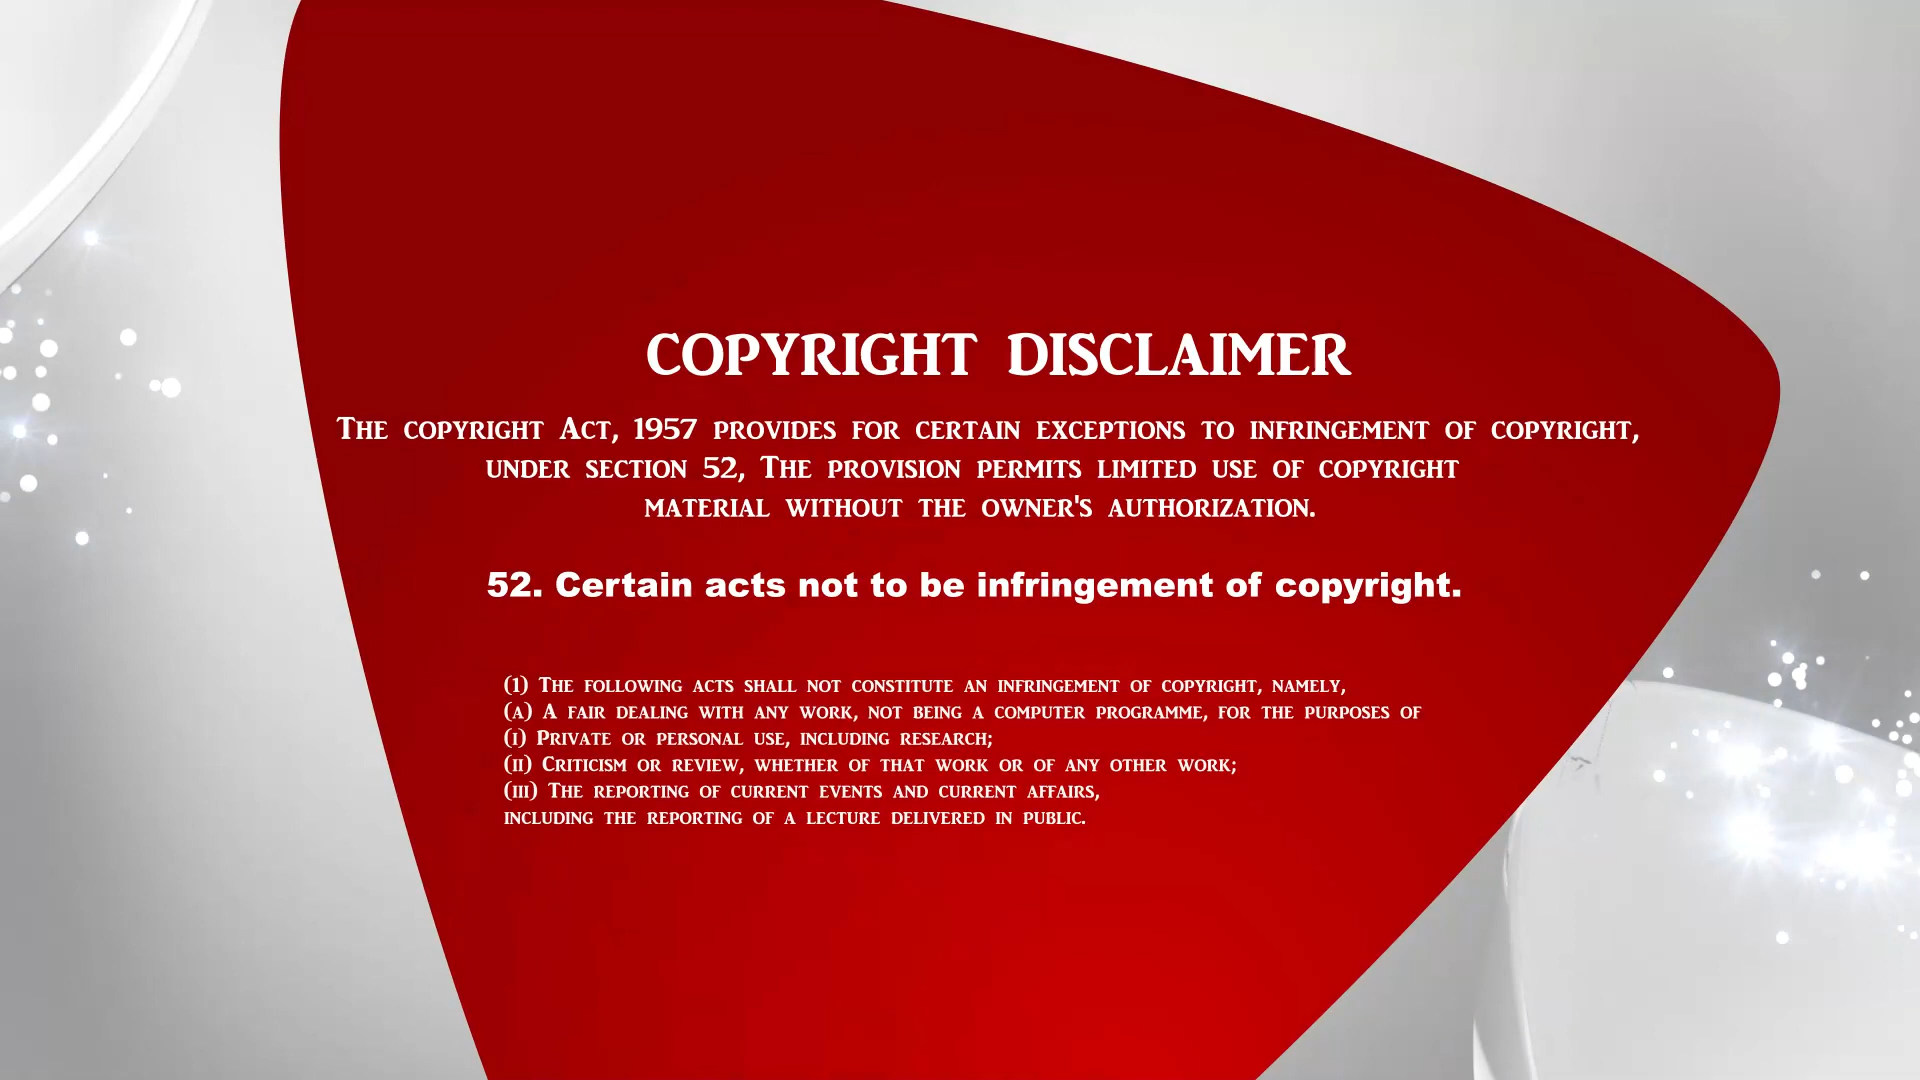 COPYRIGHT DISCLAIMER
The copyright Act, 1957 provides for certain exceptions to infringement of copyright,
under section 52, The provision permits limited use of copyright
material without the owner's authorization.
52. Certain acts not to be infringement of copyright.
(1) The following acts shall not constitute an infringement of copyright, namely,
(a) A fair dealing with any work, not being a computer programme, for the purposes of
(i) Private or personal use, including research;
(ii) Criticism or review, whether of that work or of any other work;
(iii) The reporting of current events and current affairs,
including the reporting of a lecture delivered in public.